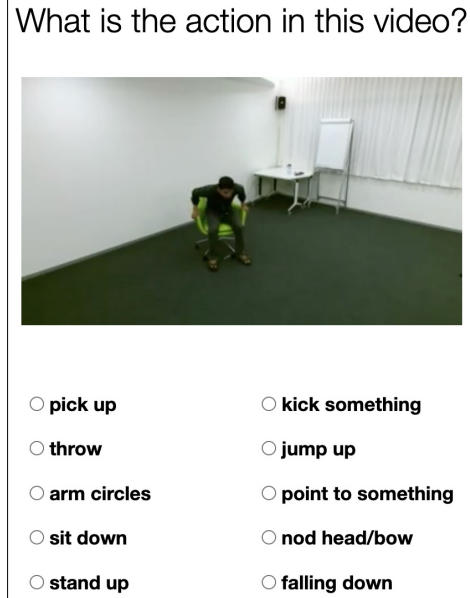 What is the action in this video?
pick up
kick something
throw
jump up
arm circles
point to something
sit down
nod head/bow
stand up
falling down